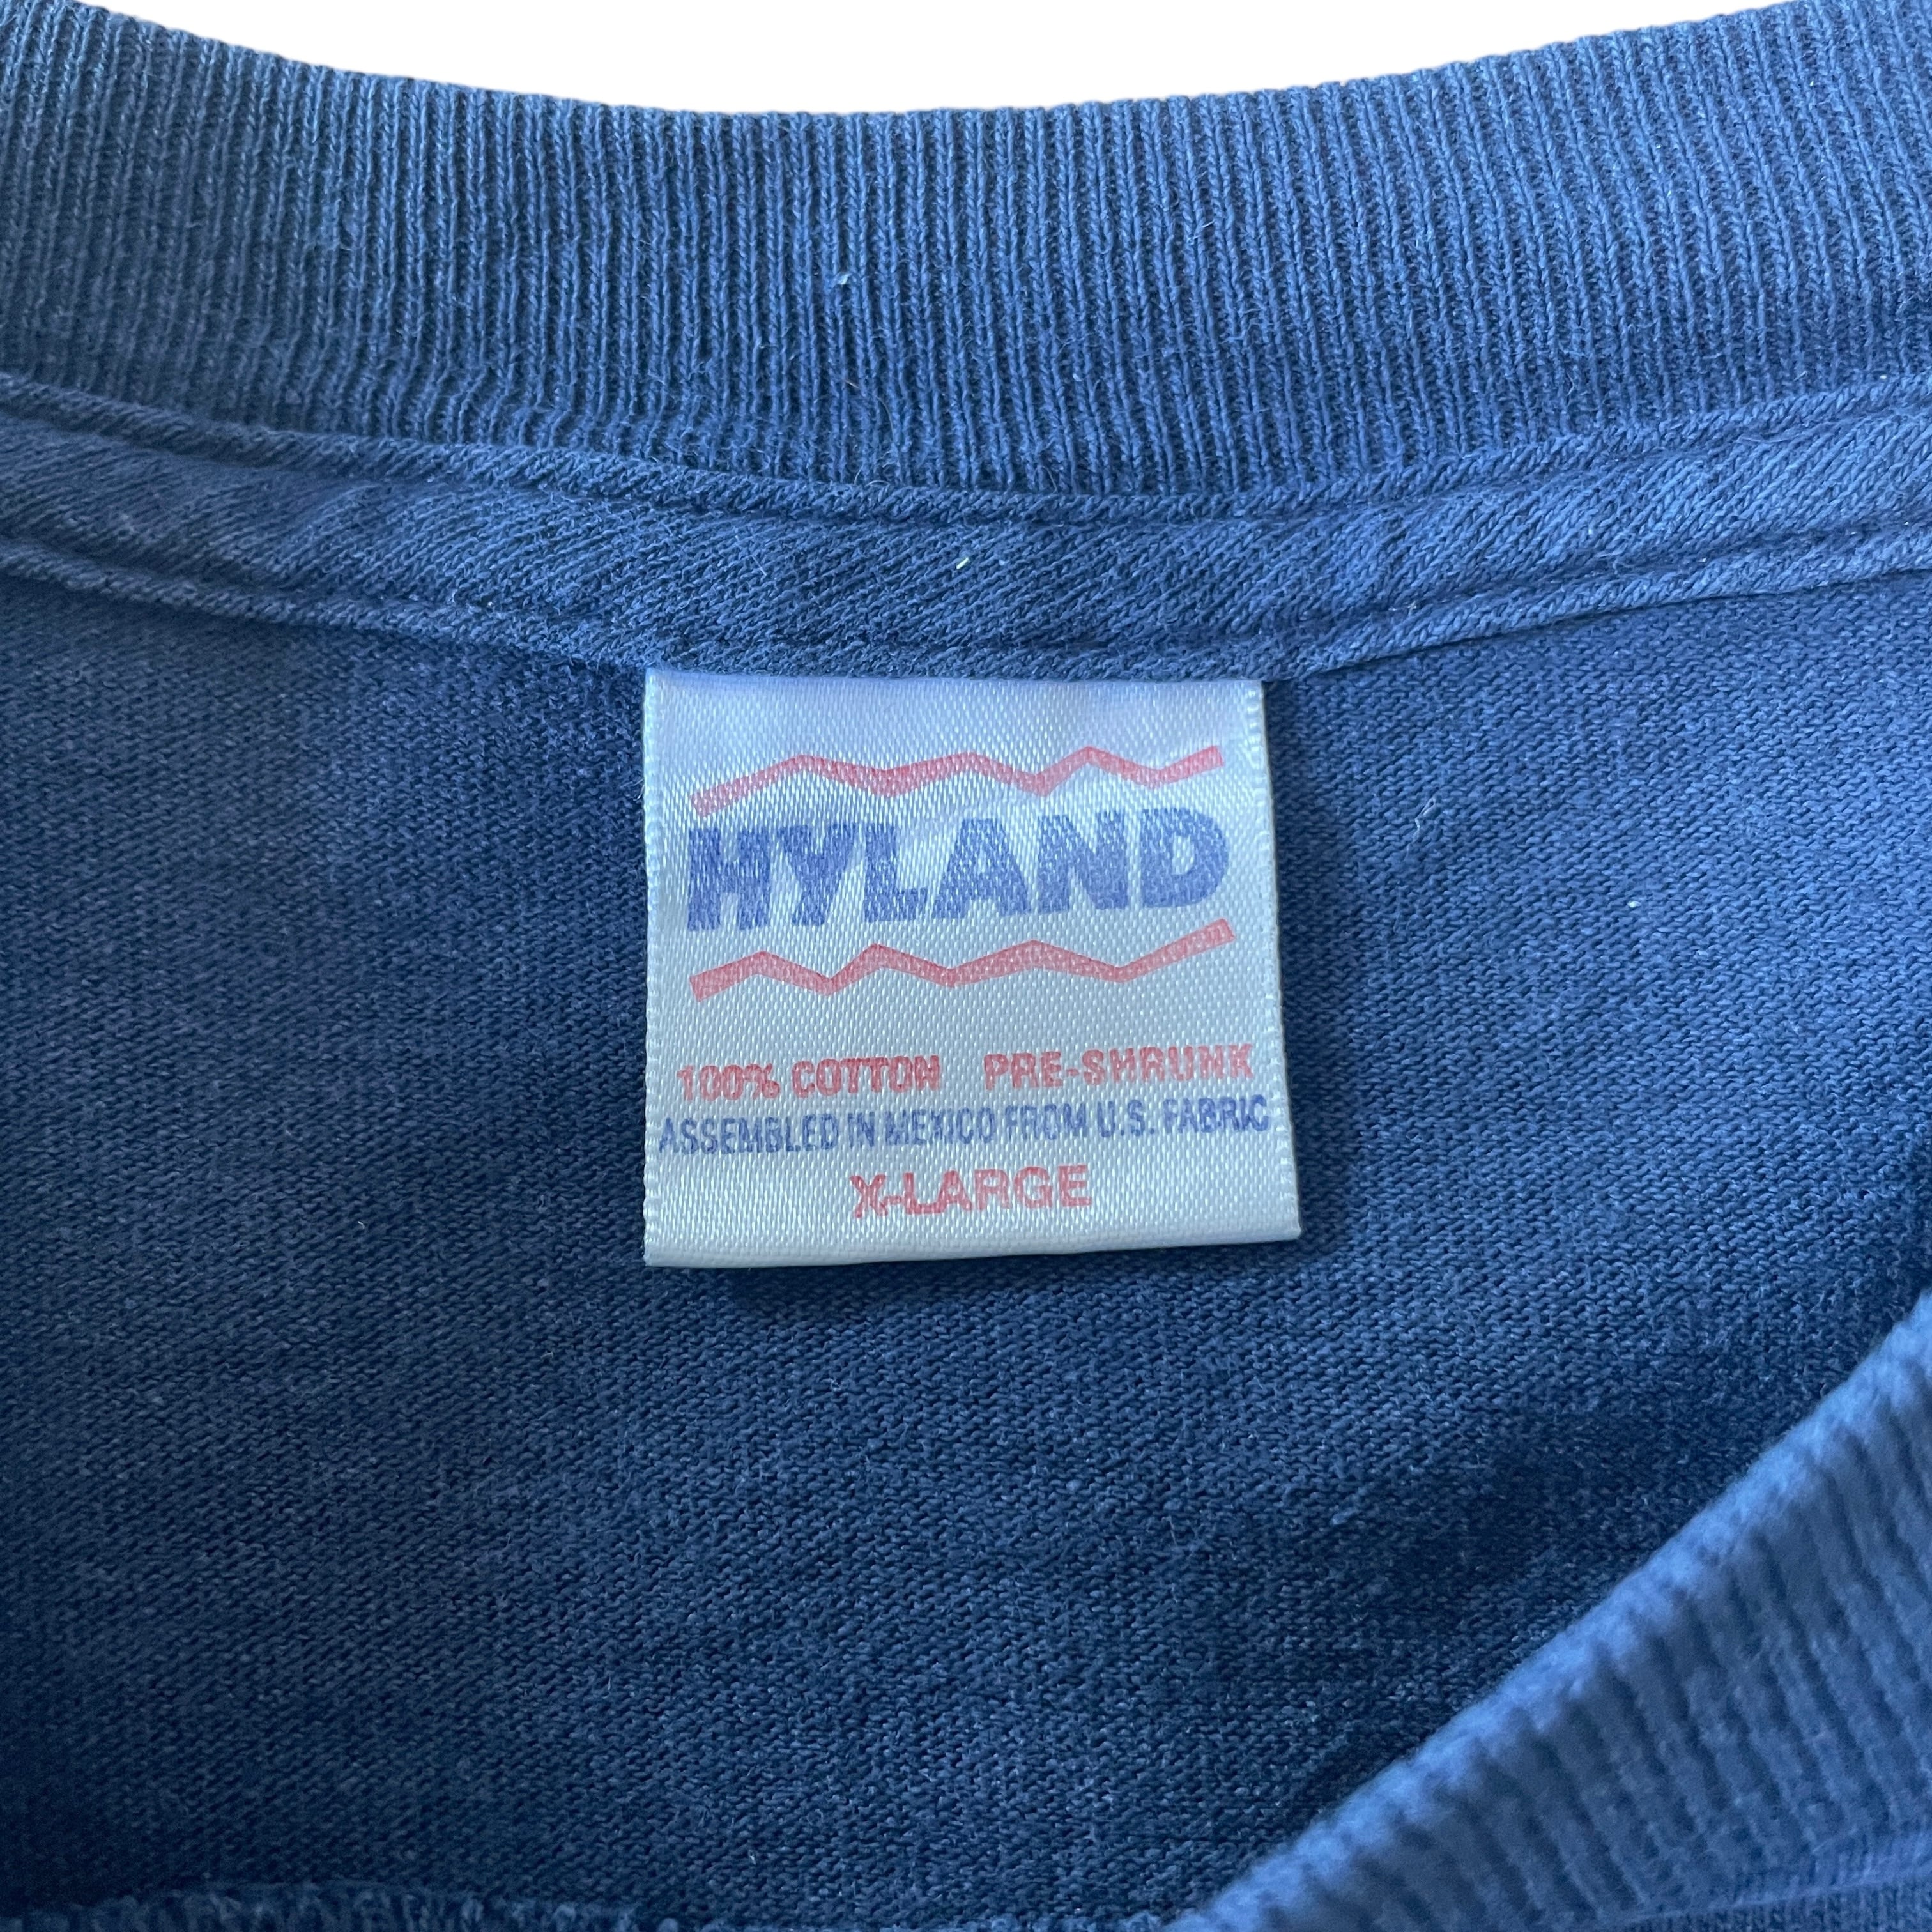 HYLAND
100% COTTON PRE-SHRUNK
ASSEMBLED IN MEXICO FROM U.S. FABRIC
X-LARGE